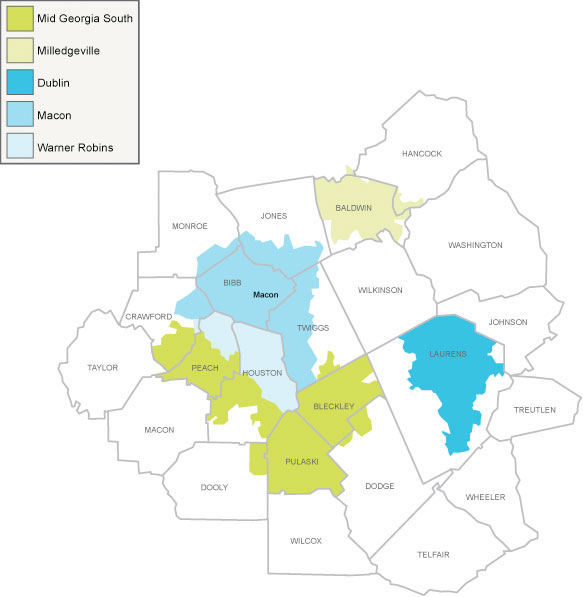 Mid Georgia South
Milledgeville
Dublin
Macon
Warner Robins
HANCOCK
BALDWIN
JONES
MONROE
WASHINGTON
BIBB
Macon
WILKINSON
CRAWFORD
TWIGGS
JOHNSON
LAURENS
TAYLOR
PEACH
HOUSTON
BLECKLEY
TREUTLEN
MACON
PULASKI
DOOLY
DODGE
WHEELER
WILCOX
TELFAIR